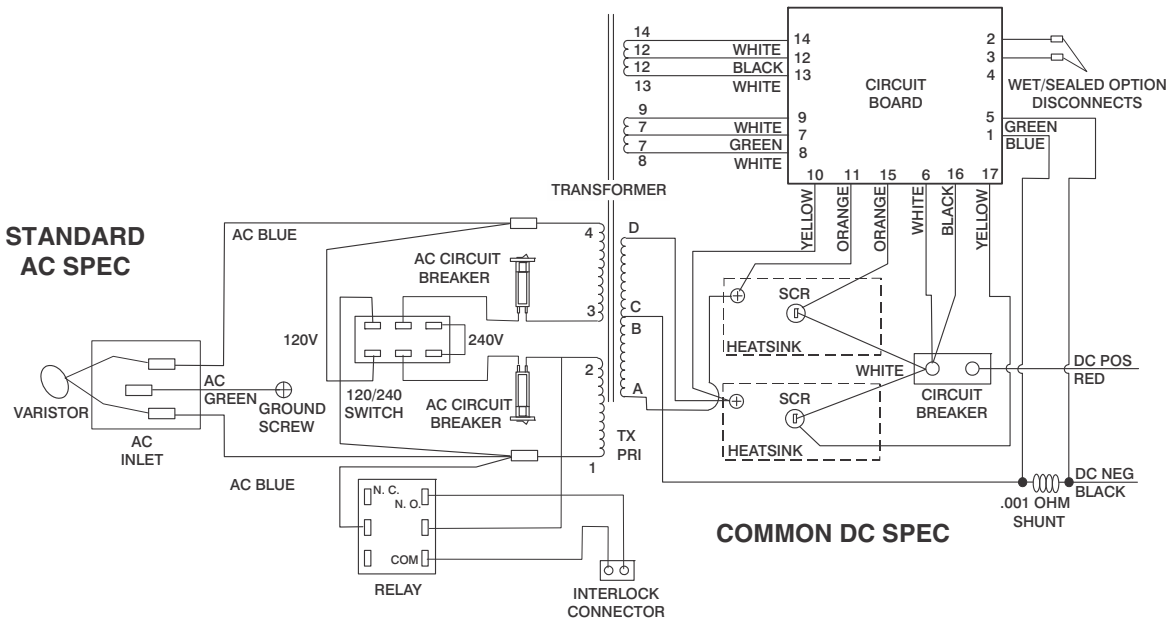 STANDARD
AC SPEC
AC BLUE
VARISTOR
AC
INLET
AC
GREEN
GROUND
SCREW
AC BLUE
120V
240V
120/240
SWITCH
AC CIRCUIT
BREAKER
AC CIRCUIT
BREAKER
4
3
2
1
TX
PRI
N. C.
N. O.
COM
RELAY
INTERLOCK
CONNECTOR
TRANSFORMER
14
12
12
13
WHITE
BLACK
WHITE
9
7
7
8
WHITE
GREEN
WHITE
D
C
B
A
14
12
13
9
7
8
CIRCUIT
BOARD
2
3
4
5
1
WET/SEALED OPTION
DISCONNECTS
GREEN
BLUE
10
11
15
6
16
17
YELLOW
ORANGE
ORANGE
WHITE
BLACK
YELLOW
SCR
HEATSINK
SCR
HEATSINK
WHITE
CIRCUIT
BREAKER
DC POS
RED
DC NEG
BLACK
.001 OHM
SHUNT
COMMON DC SPEC